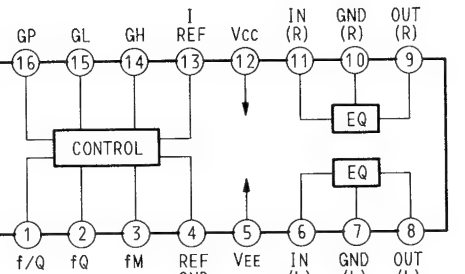 I IN GND OUT
GP GL GH REF VCC (R) (R) (R)
16 15 14 13 12 11 10 9
EQ
CONTROL
EQ
1 2 3 4 5 6 7 8
f/Q fQ fM REF VEE IN GND OUT
GND (L) (L) (L)